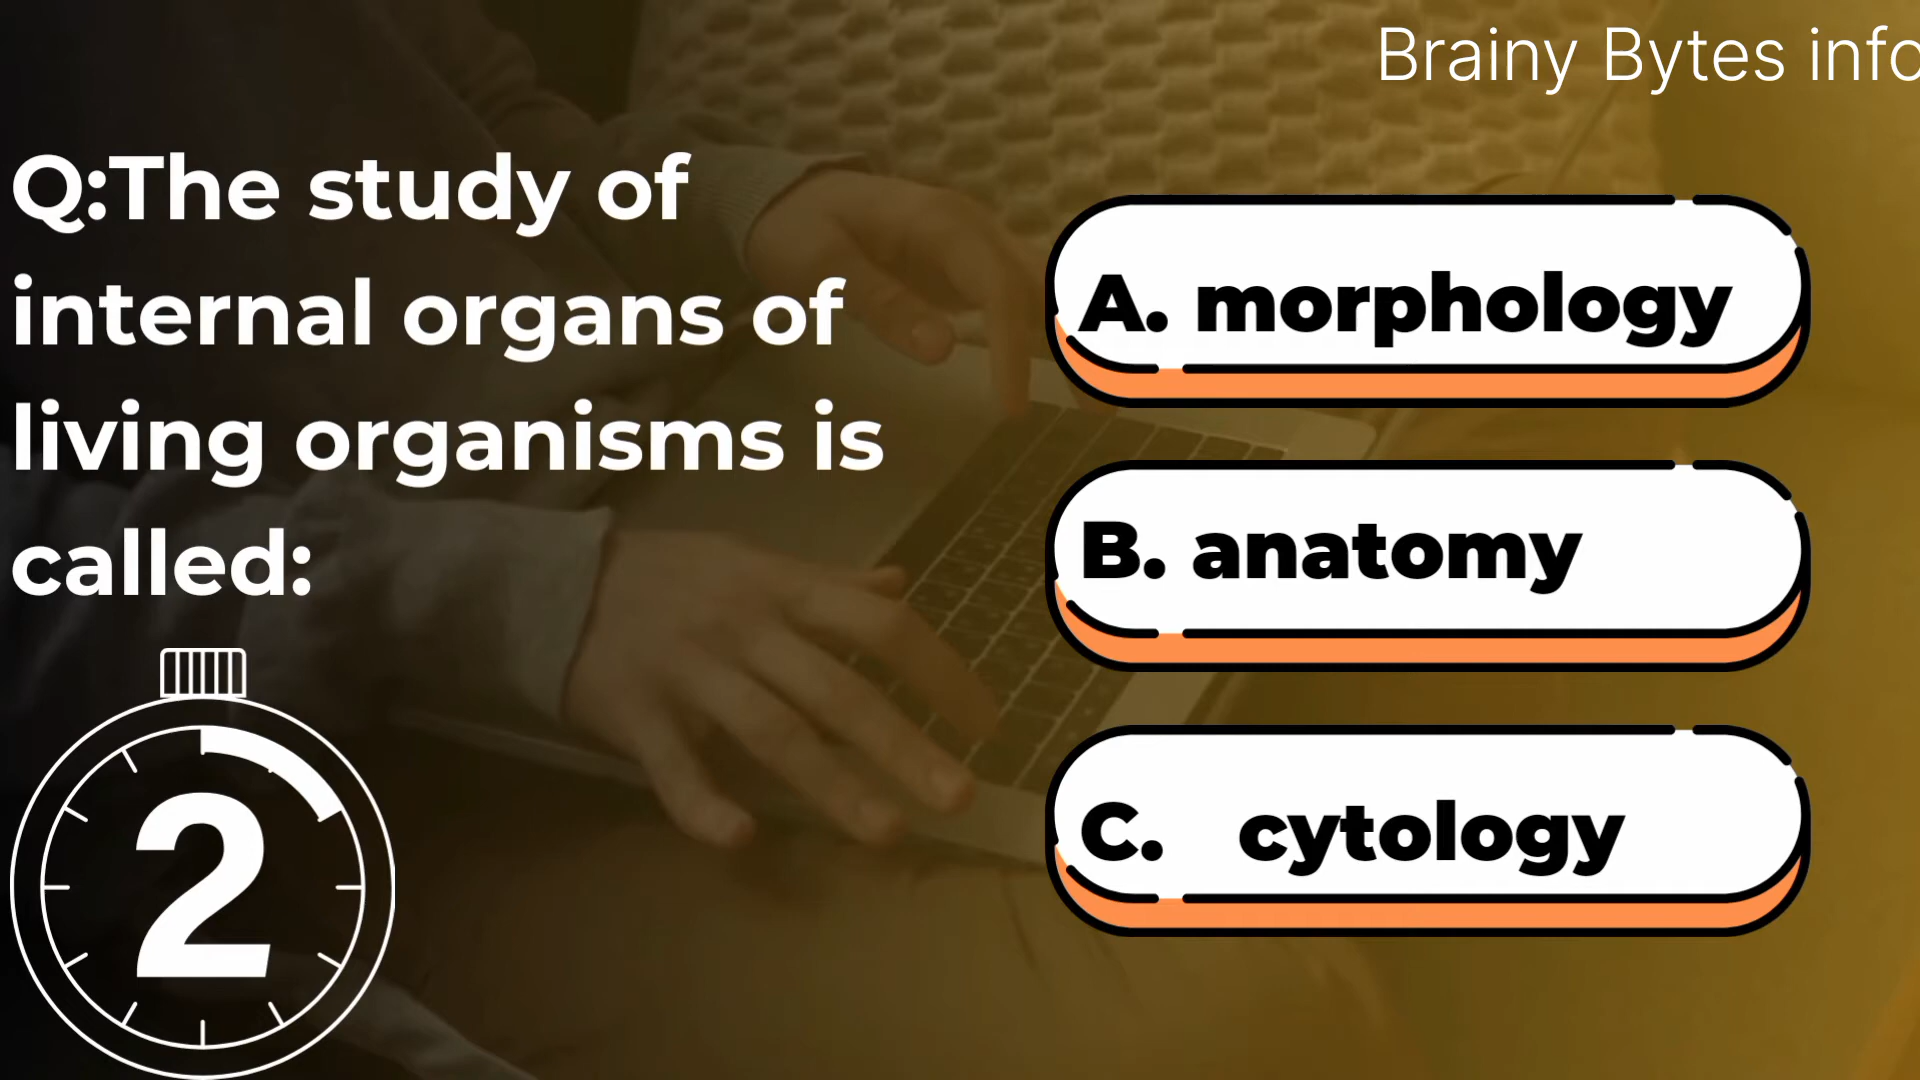 Brainy Bytes info
Q:The study of
internal organs of
living organisms is
called:
A. morphology
B. anatomy
C. cytology
2